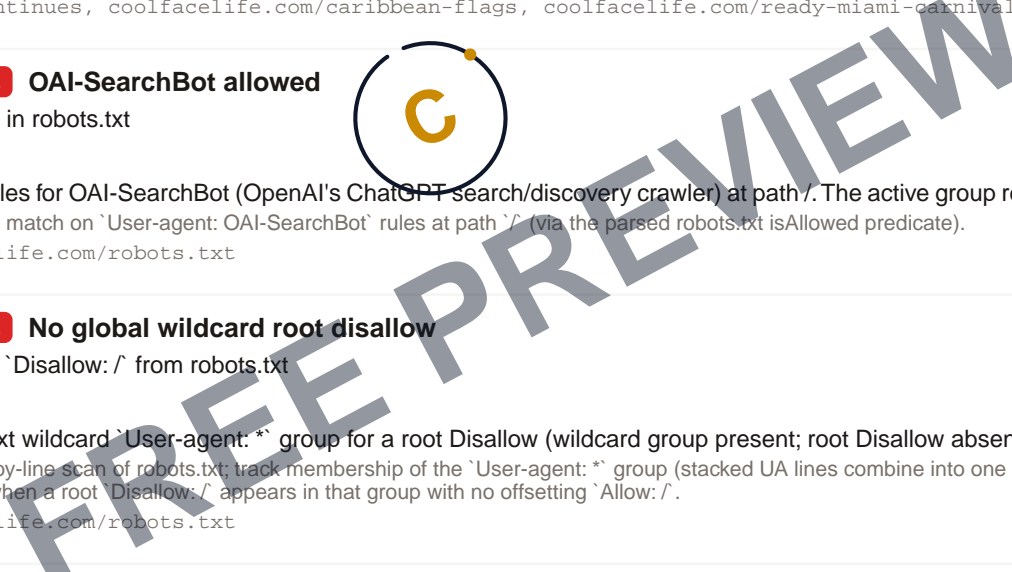 ntinues, coolfacelife.com/caribbean-flags, coolfacelife.com/ready-miami-carnival
OAI-SearchBot allowed
in robots.txt
C
les for OAI-SearchBot (OpenAI's ChatGPT search/discovery crawler) at path /. The active group r
match on `User-agent: OAI-SearchBot` rules at path `/` (via the parsed robots.txt isAllowed predicate).
life.com/robots.txt
No global wildcard root disallow
`Disallow: /` from robots.txt
xt wildcard `User-agent: *` group for a root Disallow (wildcard group present; root Disallow absen
by-line scan of robots.txt; track membership of the `User-agent: *` group (stacked UA lines combine into one
when a root `Disallow: /` appears in that group with no offsetting `Allow: /`.
life.com/robots.txt
FREE PREVIEW